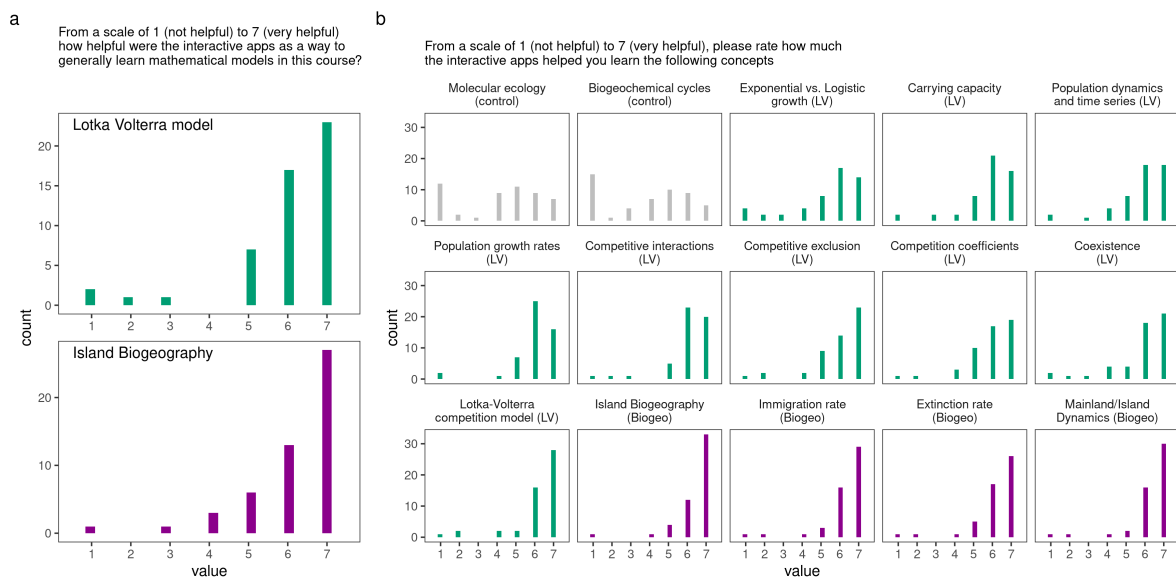 a
From a scale of 1 (not helpful) to 7 (very helpful)
how helpful were the interactive apps as a way to
generally learn mathematical models in this course?
Lotka Volterra model
20
15
10
5
0
1 2 3 4 5 6 7
Island Biogeography
20
10
0
1 2 3 4 5 6 7
count
value
b
From a scale of 1 (not helpful) to 7 (very helpful), please rate how much
the interactive apps helped you learn the following concepts
Molecular ecology
(control)
Biogeochemical cycles
(control)
Exponential vs. Logistic
growth (LV)
Carrying capacity
(LV)
Population dynamics
and time series (LV)
30
20
10
0
Population growth rates
(LV)
Competitive interactions
(LV)
Competitive exclusion
(LV)
Competition coefficients
(LV)
Coexistence
(LV)
30
20
10
0
Lotka-Volterra
competition model (LV)
Island Biogeography
(Biogeo)
Immigration rate
(Biogeo)
Extinction rate
(Biogeo)
Mainland/Island
Dynamics (Biogeo)
30
20
10
0
1 2 3 4 5 6 7
1 2 3 4 5 6 7
1 2 3 4 5 6 7
1 2 3 4 5 6 7
1 2 3 4 5 6 7
count
value